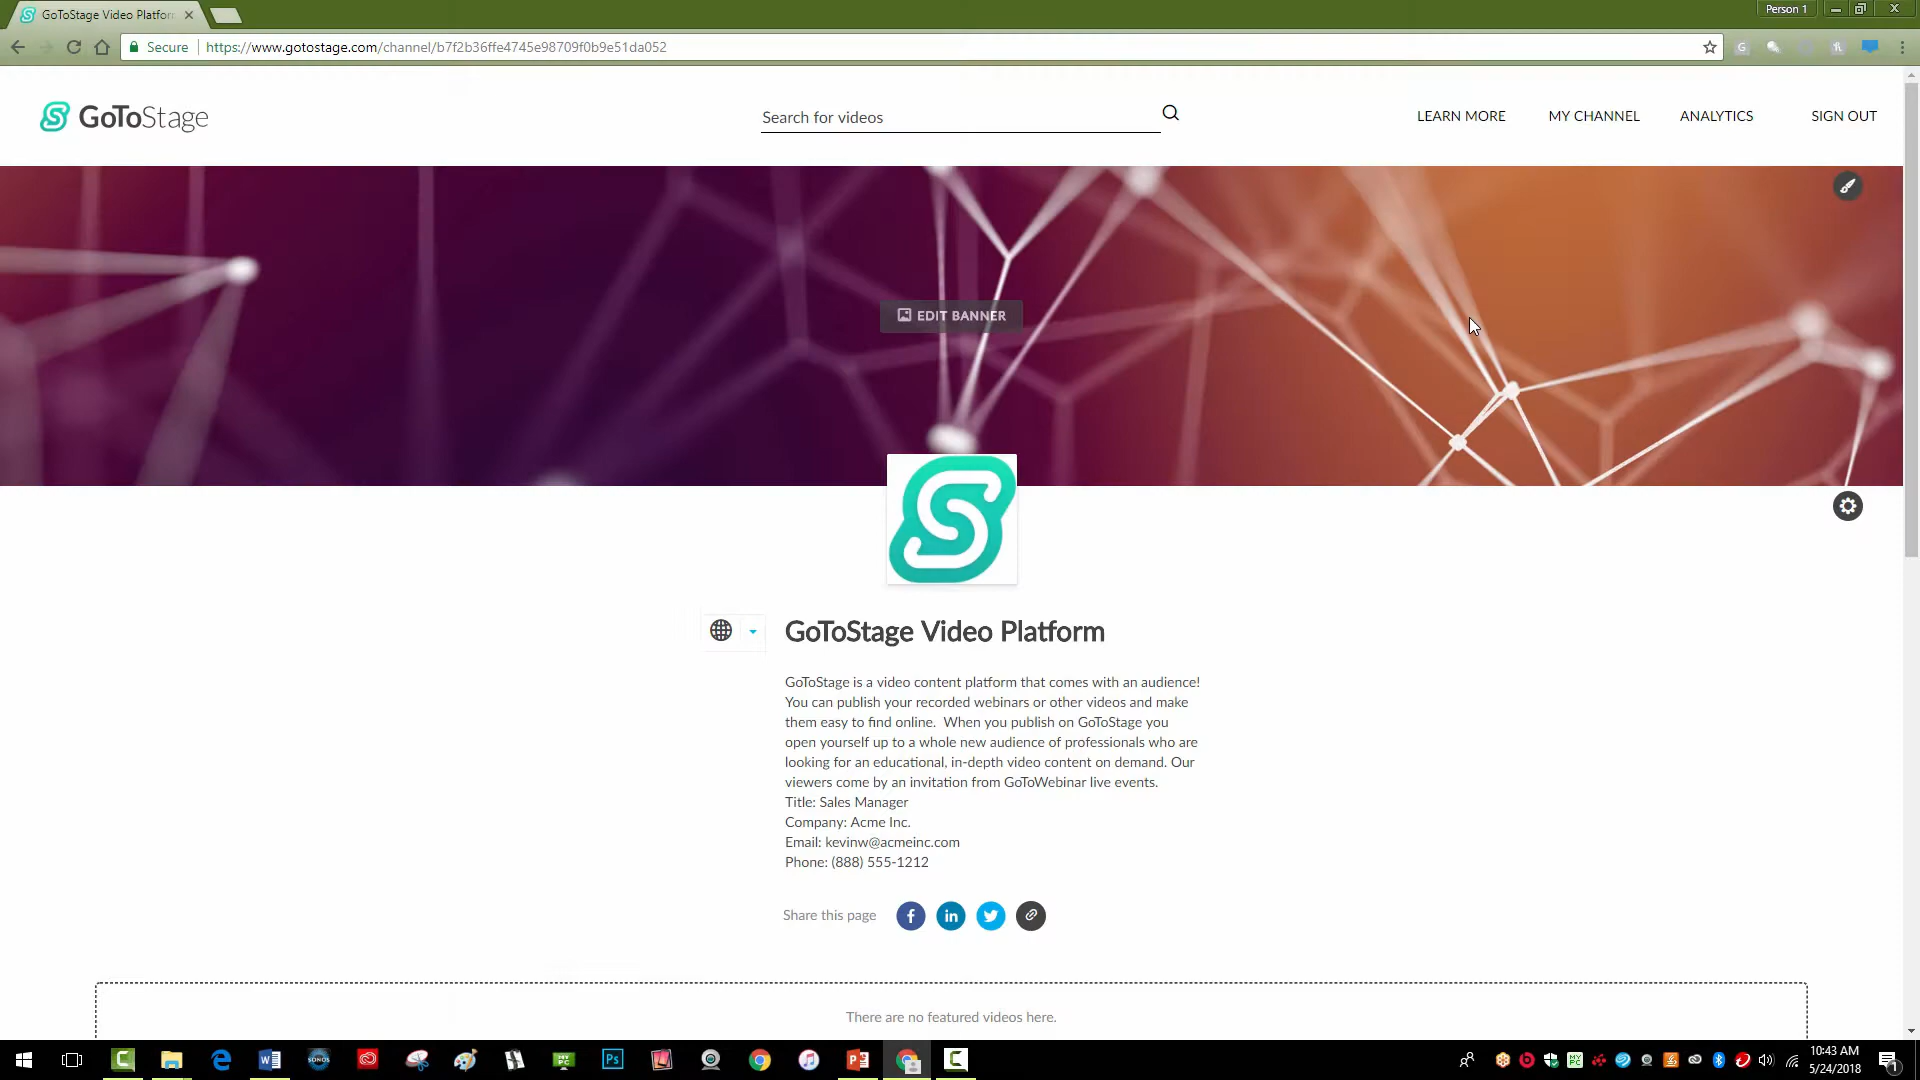 GoToStage Video Platform
Person 1
Secure
https://www.gotostage.com/channel/b7f2b36ffe4745e98709f0b9e51da052
GoToStage
Search for videos
LEARN MORE
MY CHANNEL
ANALYTICS
SIGN OUT
EDIT BANNER
GoToStage Video Platform
GoToStage is a video content platform that comes with an audience!
You can publish your recorded webinars or other videos and make
them easy to find online.  When you publish on GoToStage you
open yourself up to a whole new audience of professionals who are
looking for an educational, in-depth video content on demand. Our
viewers come by an invitation from GoToWebinar live events.
Title: Sales Manager
Company: Acme Inc.
Email: kevinw@acmeinc.com
Phone: (888) 555-1212
Share this page
There are no featured videos here.
SONOS
MY PC
Ps
10:43 AM
5/24/2018